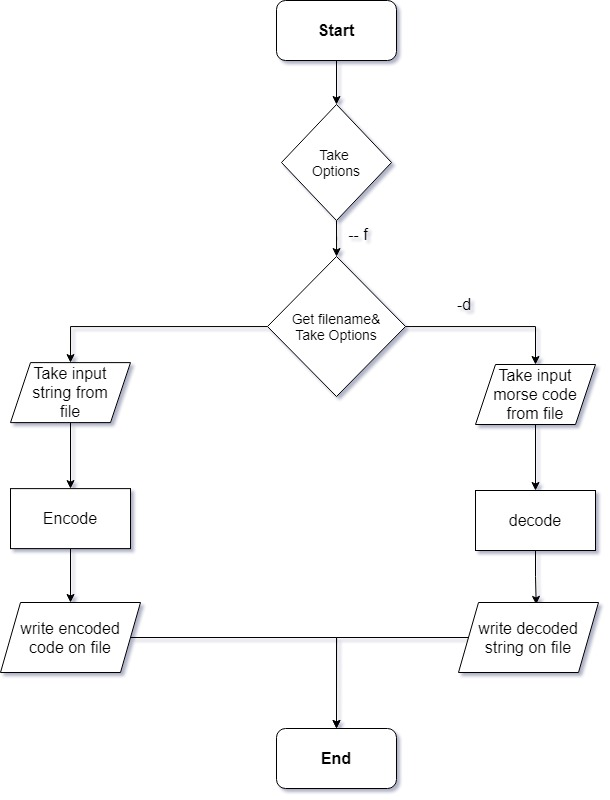 Start
Take
Options
-- f
Get filename&
Take Options
-d
Take input
string from
file
Take input
morse code
from file
Encode
decode
write encoded
code on file
write decoded
string on file
End